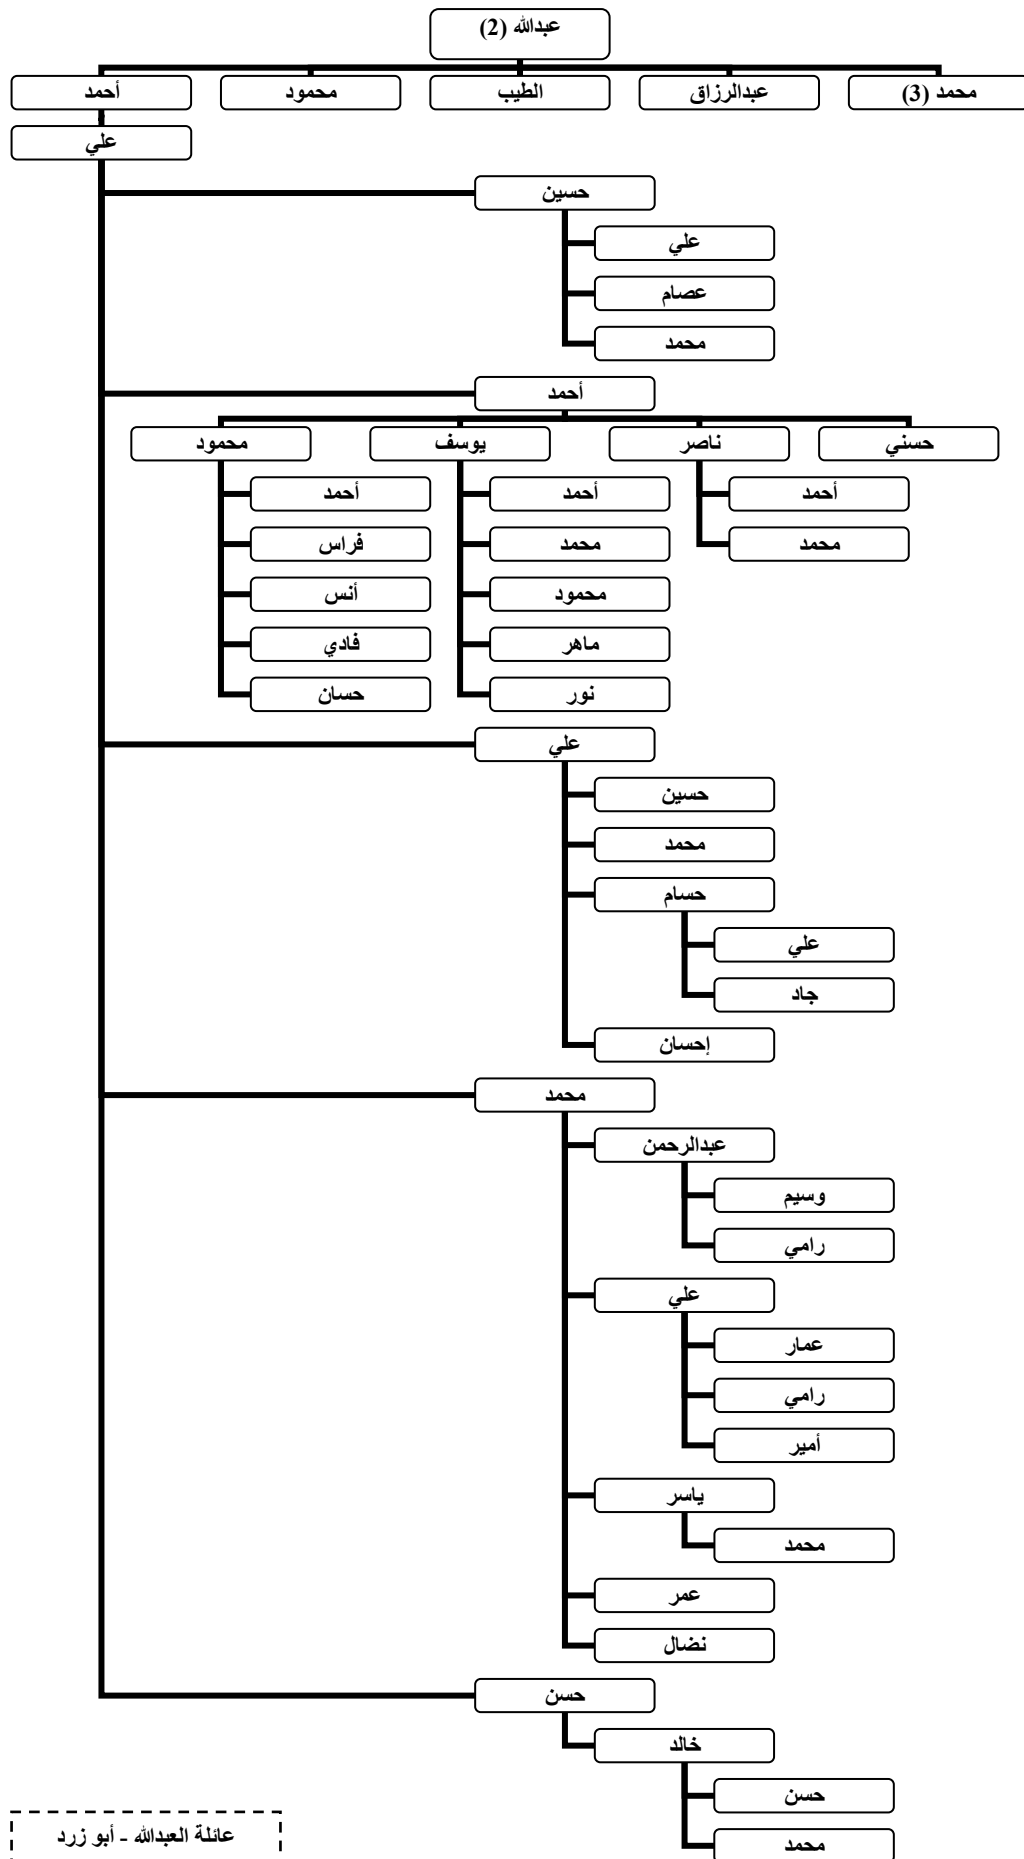 عبدالله (2)
محمد (3)
عبدالرزاق
الطيب
محمود
أحمد
علي
حسين
علي
عصام
محمد
أحمد
حسني
ناصر
يوسف
محمود
أحمد
أحمد
أحمد
محمد
محمد
فراس
محمود
أنس
ماهر
فادي
نور
حسان
علي
حسين
محمد
حسام
علي
جاد
إحسان
محمد
عبدالرحمن
وسيم
رامي
علي
عمار
رامي
أمير
ياسر
محمد
عمر
نضال
حسن
خالد
حسن
محمد
عائلة العبدالله - أبو زرد